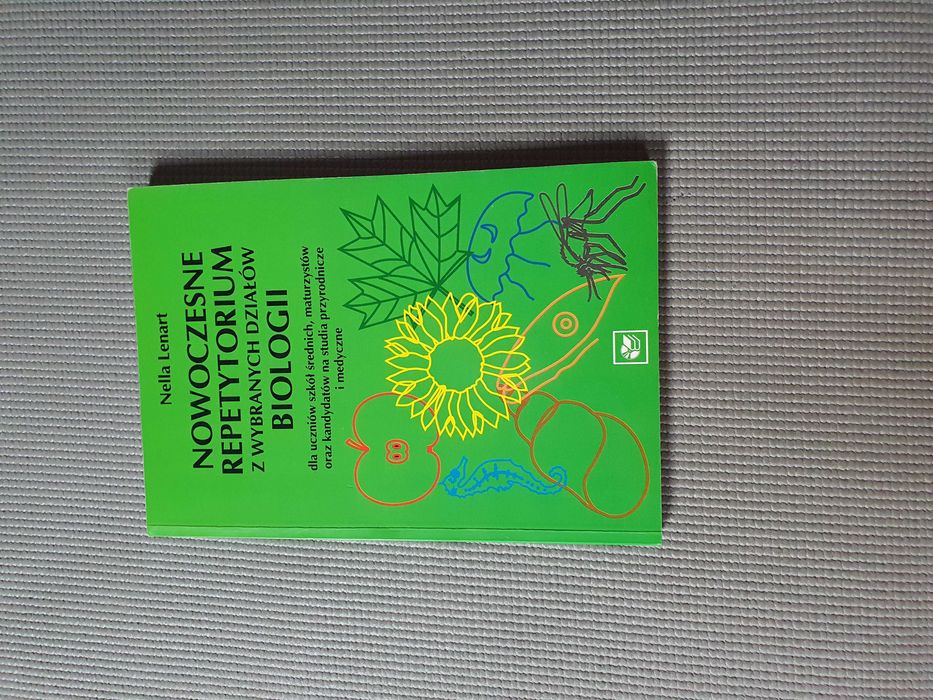 Nella Lenart
NOWOCZESNE
REPETYTORIUM
Z WYBRANYCH DZIAŁÓW
BIOLOGII
dla uczniów szkół średnich, maturzystów
oraz kandydatów na studia przyrodnicze
i medyczne